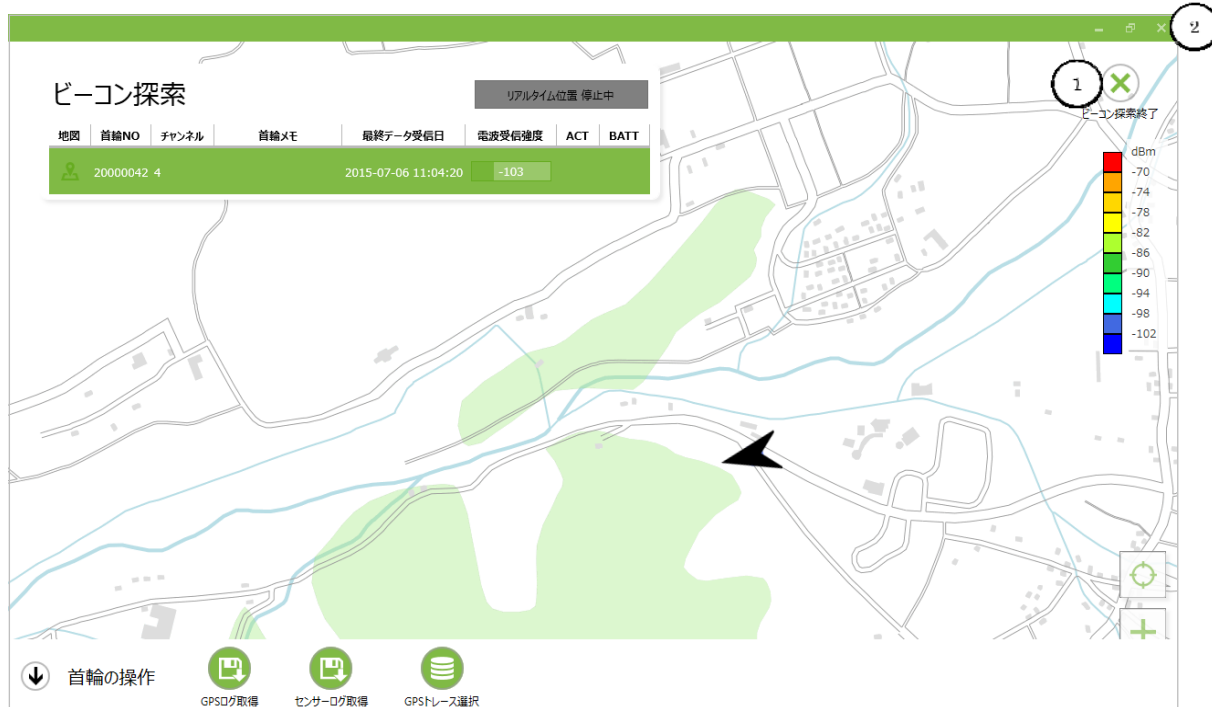 2
ビーコン探索
リアルタイム位置 停止中
1
ビーコン探索終了
地図 首輪NO チャンネル 首輪メモ 最終データ受信日 電波受信強度 ACT BATT
20000042 4 2015-07-06 11:04:20 -103
dBm
-70
-74
-78
-82
-86
-90
-94
-98
-102
首輪の操作
GPSログ取得
センサーログ取得
GPSトレース選択